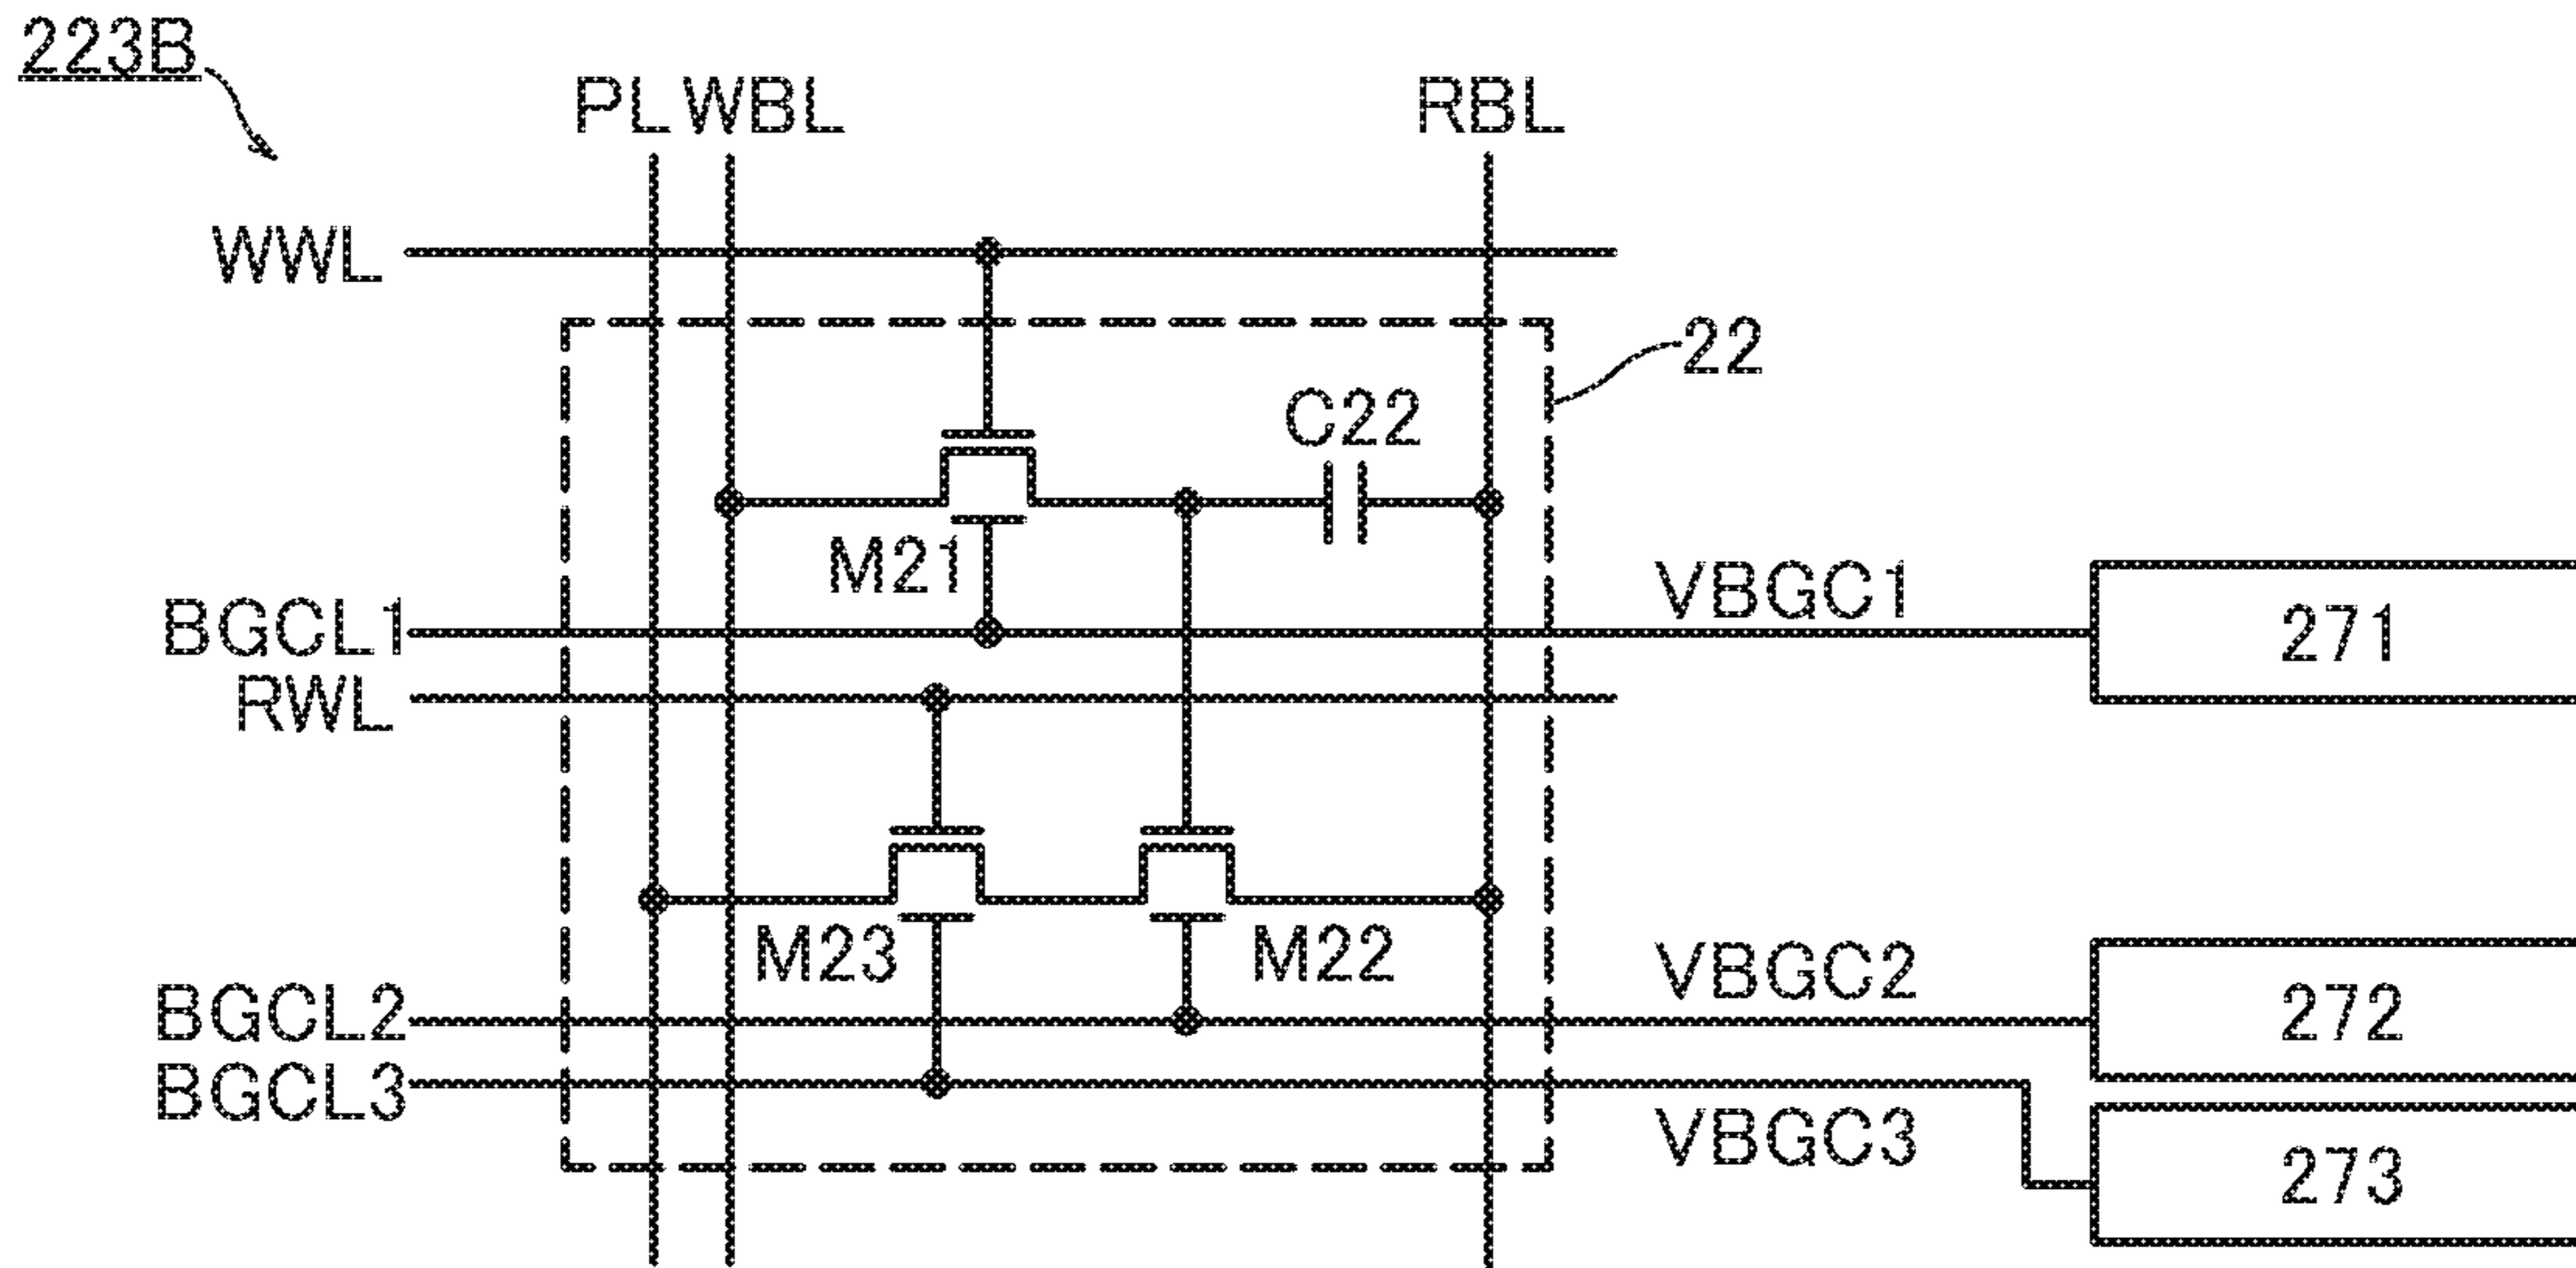 223B
PL WBL RBL
WWL
22
C22
M21
VBGC1
BGCL1
271
RWL
M23 M22
VBGC2
BGCL2
272
BGCL3
VBGC3
273